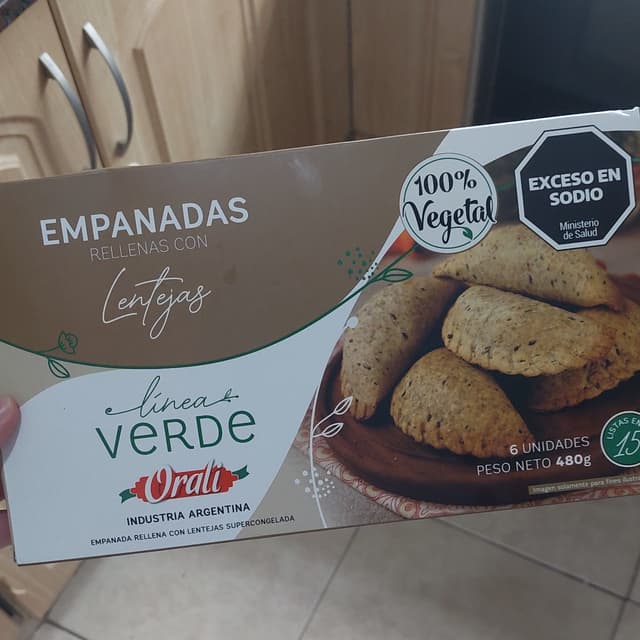 EMPANADAS
RELLENAS CON
Lentejas
100%
Vegetal
EXCESO EN
SODIO
Ministerio
de Salud
línea
VERDE
Orali
INDUSTRIA ARGENTINA
EMPANADA RELLENA CON LENTEJAS SUPERCONGELADA
6 UNIDADES
PESO NETO 480g
LISTAS EN
15